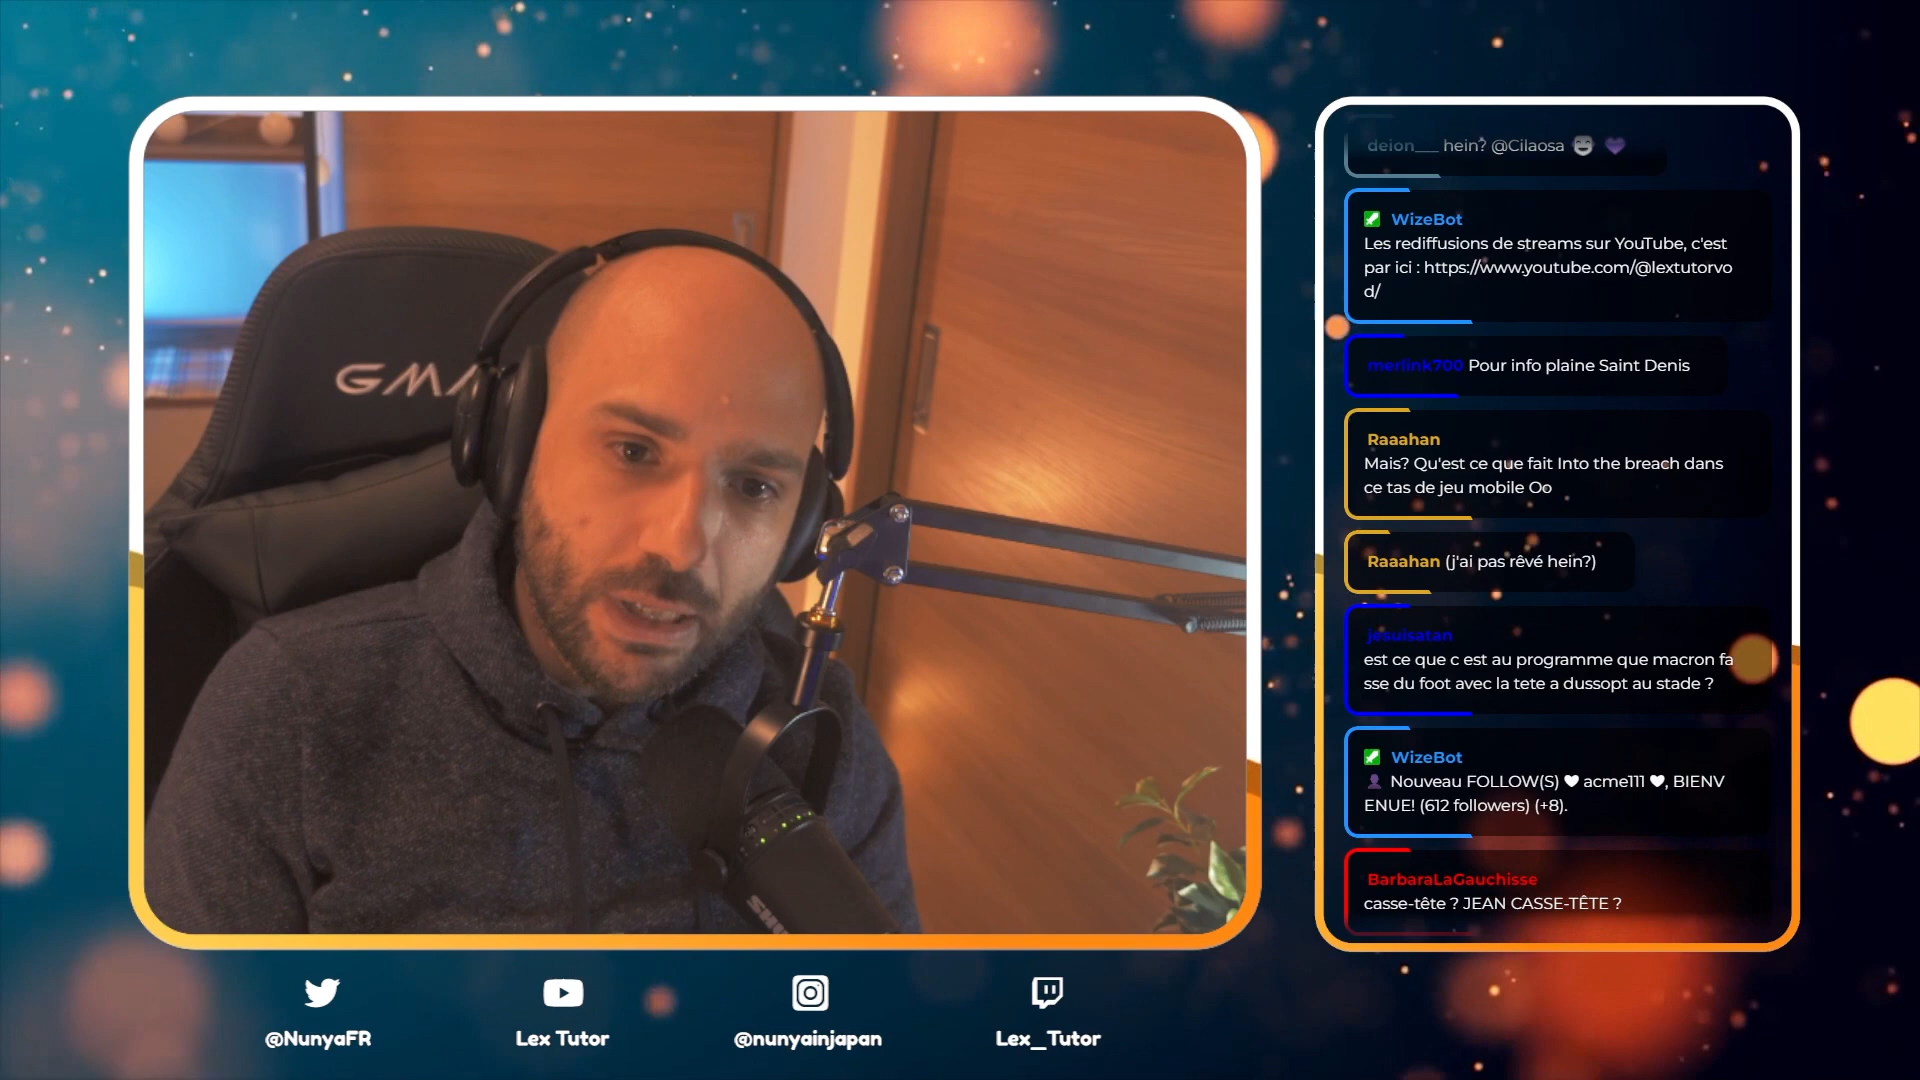 GMA
SHU
@NunyaFR
Lex Tutor
@nunyainjapan
Lex_Tutor
deion___ hein? @Cilaosa
WizeBot
Les rediffusions de streams sur YouTube, c'est
par ici : https://www.youtube.com/@lextutorvo
d/
merlink700 Pour info plaine Saint Denis
Raaahan
Mais? Qu'est ce que fait Into the breach dans
ce tas de jeu mobile Oo
Raaahan (j'ai pas rêvé hein?)
jesuisatan
est ce que c est au programme que macron fa
sse du foot avec la tete a dussopt au stade ?
WizeBot
Nouveau FOLLOW(S) ♥ acme111 ♥, BIENV
ENUE! (612 followers) (+8).
BarbaraLaGauchisse
casse-tête ? JEAN CASSE-TÊTE ?